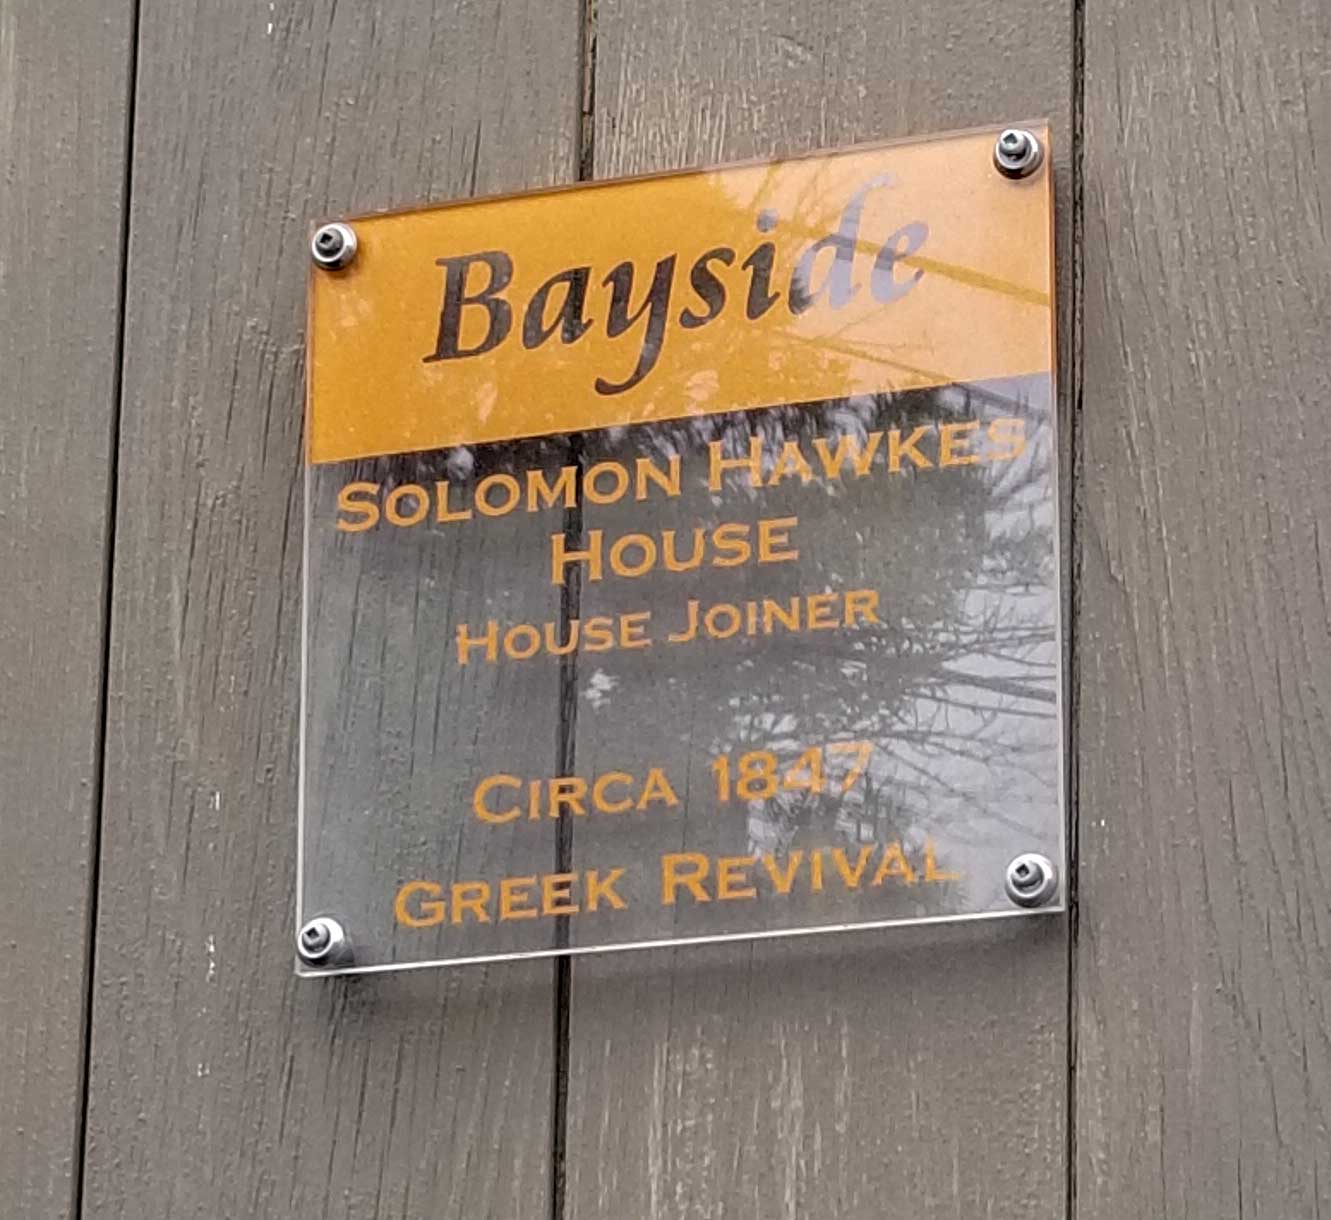 Bayside
SOLOMON HAWKES
HOUSE
HOUSE JOINER
CIRCA 1847
GREEK REVIVAL